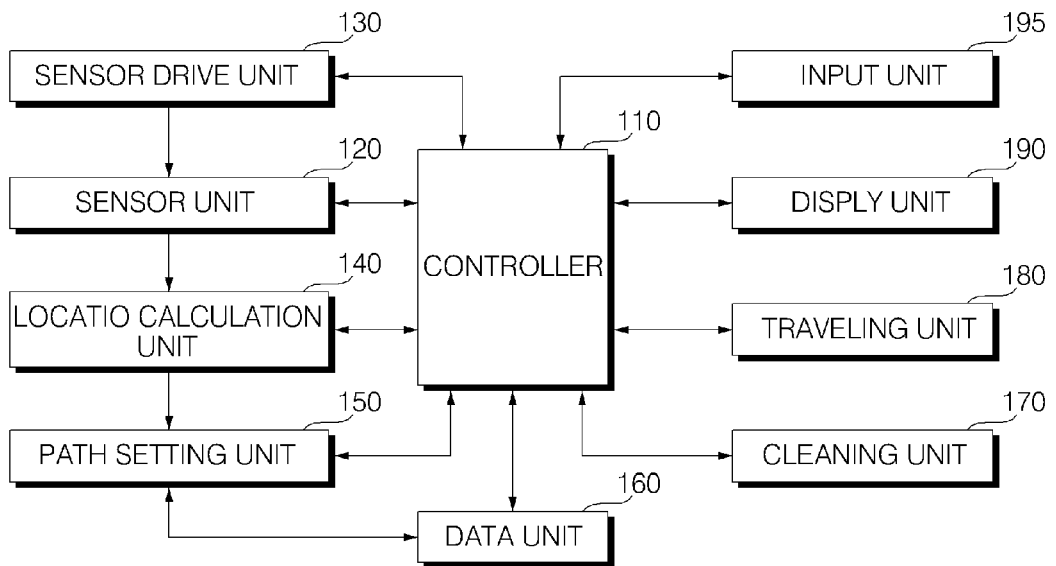 130
SENSOR DRIVE UNIT
195
INPUT UNIT
110
CONTROLLER
120
SENSOR UNIT
190
DISPLY UNIT
140
LOCATIO CALCULATION
UNIT
180
TRAVELING UNIT
150
PATH SETTING UNIT
170
CLEANING UNIT
160
DATA UNIT